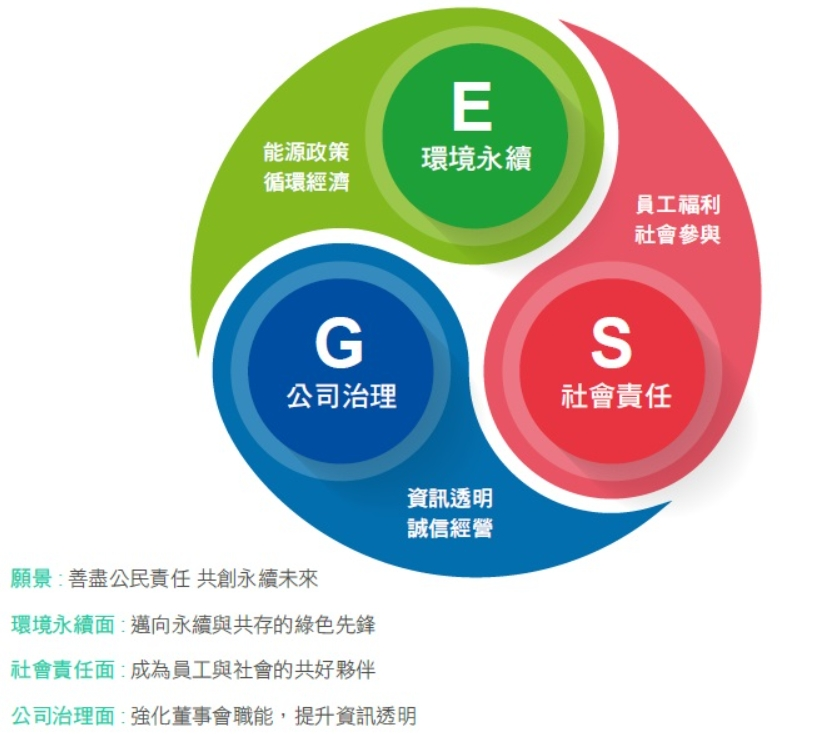 E
環境永續
能源政策
循環經濟
員工福利
社會參與
G
公司治理
S
社會責任
資訊透明
誠信經營
願景 : 善盡公民責任 共創永續未來
環境永續面 : 邁向永續與共存的綠色先鋒
社會責任面 : 成為員工與社會的共好夥伴
公司治理面 : 強化董事會職能，提升資訊透明